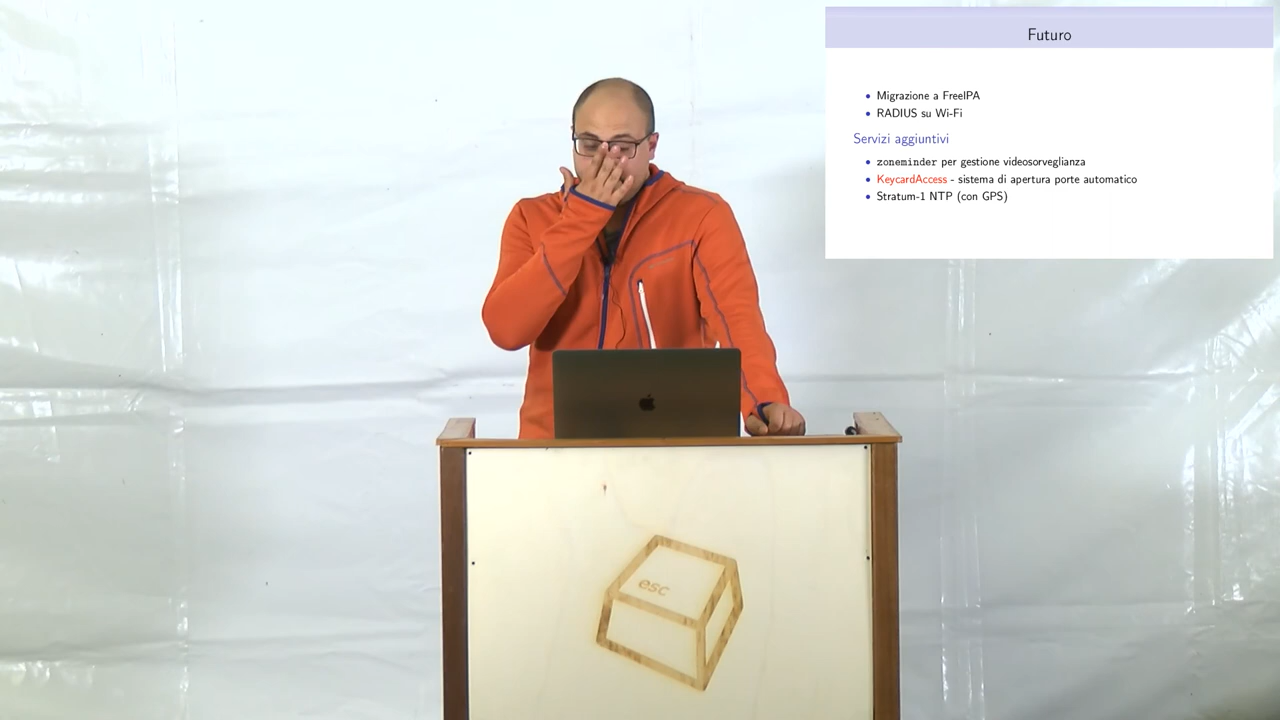 Futuro
• Migrazione a FreeIPA
• RADIUS su Wi-Fi
Servizi aggiuntivi
• zoneminder per gestione videosorveglianza
• KeycardAccess - sistema di apertura porte automatico
• Stratum-1 NTP (con GPS)
esc